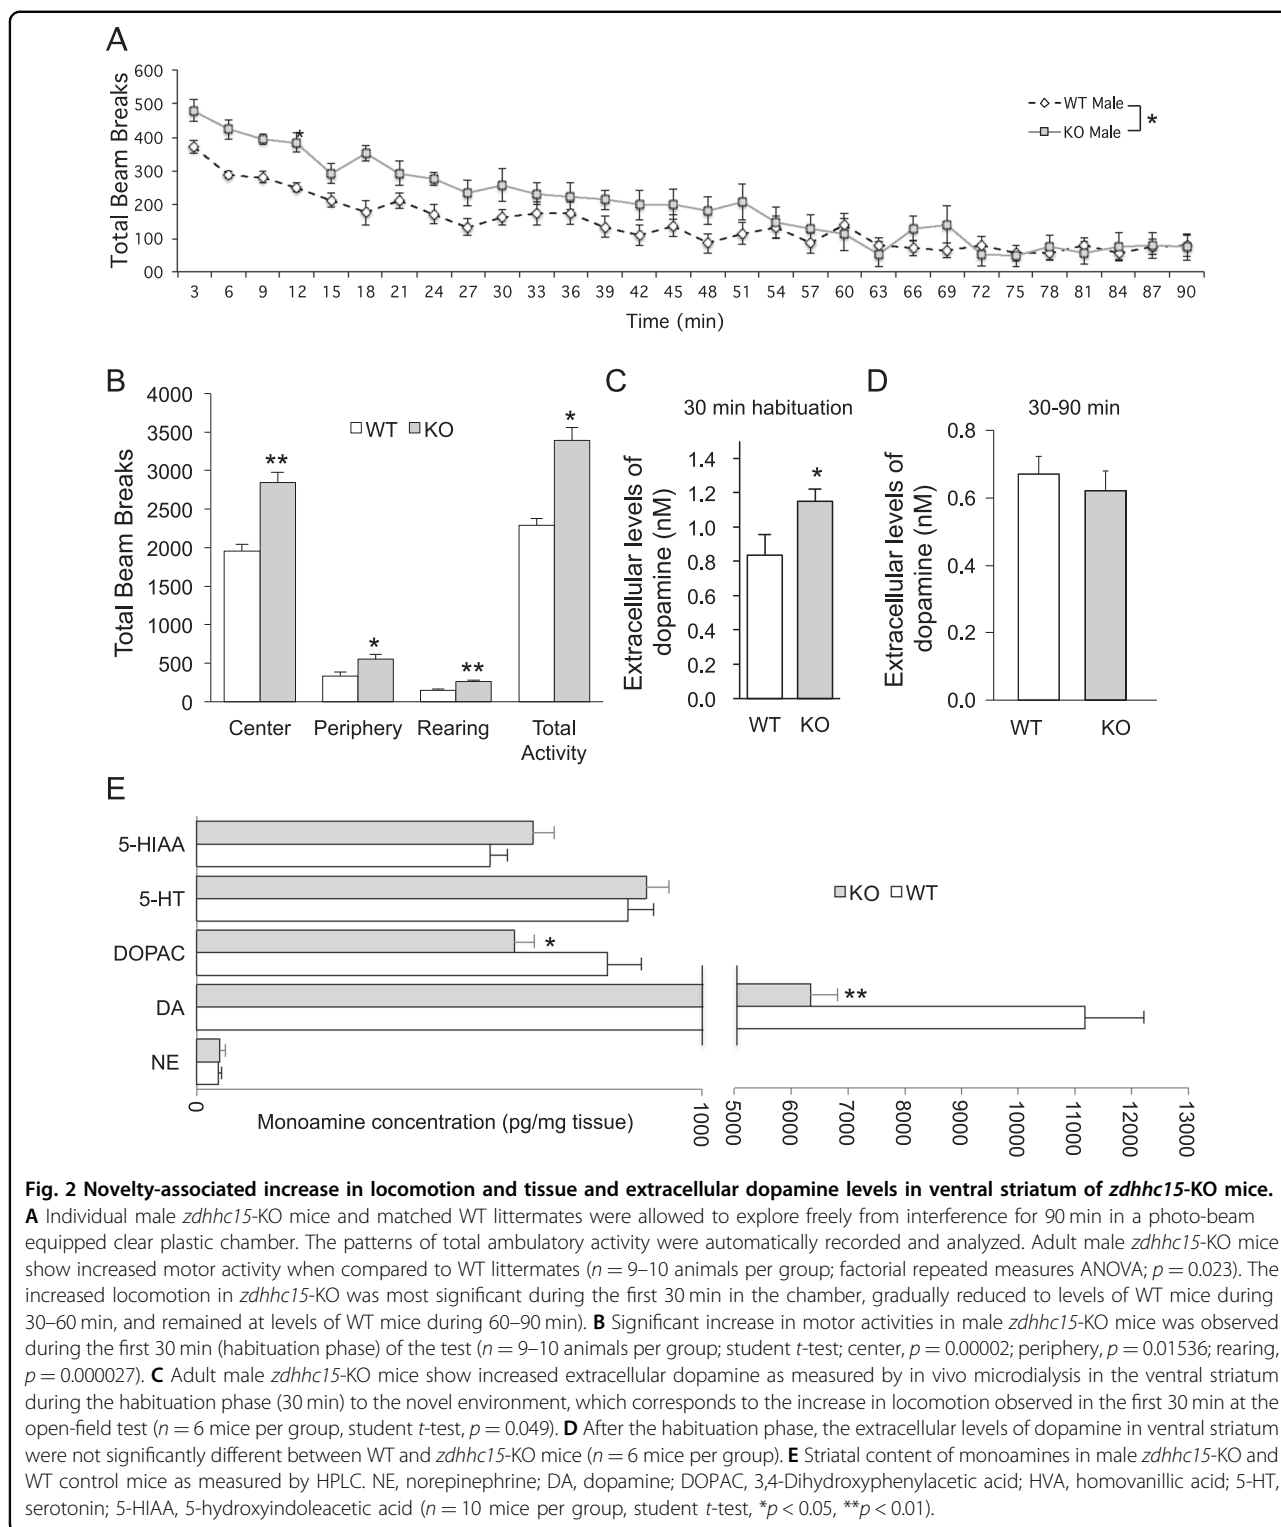 A
600
500
400
300
200
100
00
Total Beam Breaks
*
WT Male
KO Male
*
3 6 9 12 15 18 21 24 27 30 33 36 39 42 45 48 51 54 57 60 63 66 69 72 75 78 81 84 87 90
Time (min)
B
4000
3500
3000
2500
2000
1500
1000
500
0
Total Beam Breaks
WT KO
**
*
**
*
Center Periphery Rearing Total
Activity
C
30 min habituation
1.4
1.2
1.0
0.8
0.6
0.4
0.2
0.0
Extracellular levels of
dopamine (nM)
*
WT KO
D
30-90 min
0.8
0.6
0.4
0.2
0.0
Extracellular levels of
dopamine (nM)
WT KO
E
5-HIAA
5-HT
DOPAC
DA
NE
KO WT
*
**
0 1000 5000 6000 7000 8000 9000 10000 11000 12000 13000
Monoamine concentration (pg/mg tissue)
Fig. 2 Novelty-associated increase in locomotion and tissue and extracellular dopamine levels in ventral striatum of zdhhc15-KO mice.
A Individual male zdhhc15-KO mice and matched WT littermates were allowed to explore freely from interference for 90 min in a photo-beam
equipped clear plastic chamber. The patterns of total ambulatory activity were automatically recorded and analyzed. Adult male zdhhc15-KO mice
show increased motor activity when compared to WT littermates (n = 9–10 animals per group; factorial repeated measures ANOVA; p = 0.023). The
increased locomotion in zdhhc15-KO was most significant during the first 30 min in the chamber, gradually reduced to levels of WT mice during
30–60 min, and remained at levels of WT mice during 60–90 min). B Significant increase in motor activities in male zdhhc15-KO mice was observed
during the first 30 min (habituation phase) of the test (n = 9–10 animals per group; student t-test; center, p = 0.00002; periphery, p = 0.01536; rearing,
p = 0.000027). C Adult male zdhhc15-KO mice show increased extracellular dopamine as measured by in vivo microdialysis in the ventral striatum
during the habituation phase (30 min) to the novel environment, which corresponds to the increase in locomotion observed in the first 30 min at the
open-field test (n = 6 mice per group, student t-test, p = 0.049). D After the habituation phase, the extracellular levels of dopamine in ventral striatum
were not significantly different between WT and zdhhc15-KO mice (n = 6 mice per group). E Striatal content of monoamines in male zdhhc15-KO and
WT control mice as measured by HPLC. NE, norepinephrine; DA, dopamine; DOPAC, 3,4-Dihydroxyphenylacetic acid; HVA, homovanillic acid; 5-HT,
serotonin; 5-HIAA, 5-hydroxyindoleacetic acid (n = 10 mice per group, student t-test, *p < 0.05, **p < 0.01).